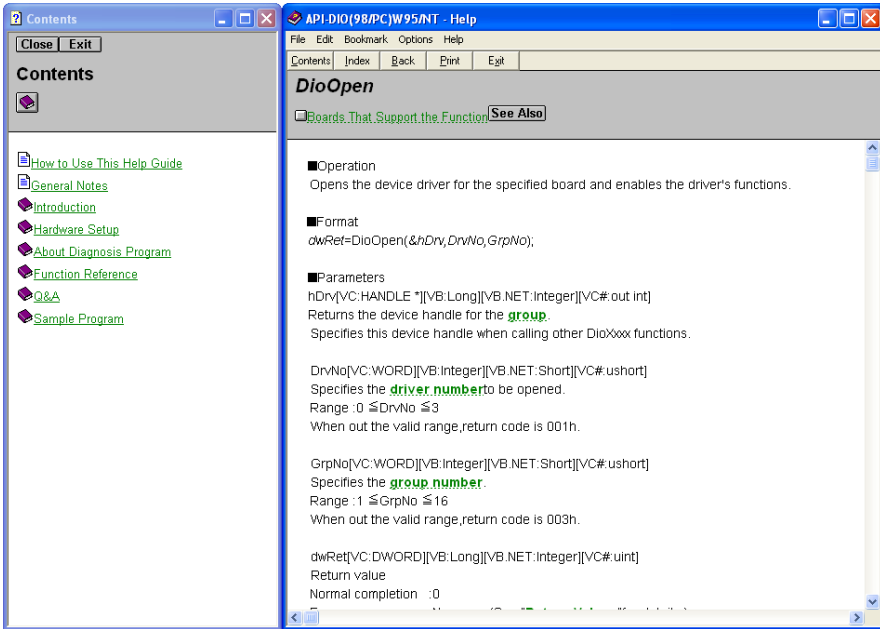 Contents
Close Exit
Contents
How to Use This Help Guide
General Notes
Introduction
Hardware Setup
About Diagnosis Program
Function Reference
Q&A
Sample Program
API-DIO(98/PC)W95/NT - Help
File Edit Bookmark Options Help
Contents Index Back Print Exit
DioOpen
Boards That Support the Function See Also
■Operation
Opens the device driver for the specified board and enables the driver's functions.
■Format
dwRet=DioOpen(&hDrv,DrvNo,GrpNo);
■Parameters
hDrv[VC:HANDLE *][VB:Long][VB.NET:Integer][VC#:out int]
Returns the device handle for the group.
Specifies this device handle when calling other DioXxxx functions.
DrvNo[VC:WORD][VB:Integer][VB.NET:Short][VC#:ushort]
Specifies the driver numberto be opened.
Range :0 ≦DrvNo ≦3
When out the valid range,return code is 001h.
GrpNo[VC:WORD][VB:Integer][VB.NET:Short][VC#:ushort]
Specifies the group number.
Range :1 ≦GrpNo ≦16
When out the valid range,return code is 003h.
dwRet[VC:DWORD][VB:Long][VB.NET:Integer][VC#:uint]
Return value
Normal completion :0